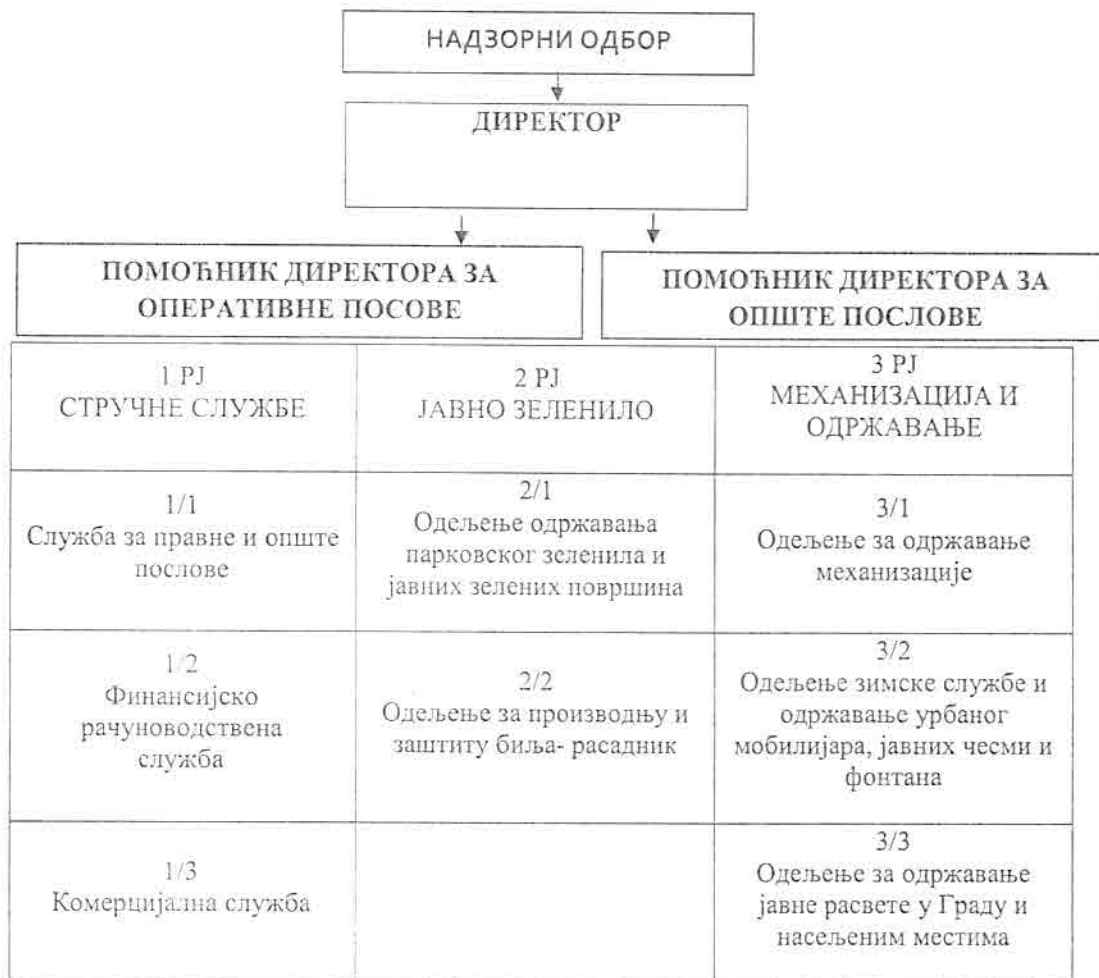 НАДЗОРНИ ОДБОР
ДИРЕКТОР
ПОМОЋНИК ДИРЕКТОРА ЗА
ОПЕРАТИВНЕ ПОСОВЕ
ПОМОЋНИК ДИРЕКТОРА ЗА
ОПШТЕ ПОСЛОВЕ
1 РЈ
СТРУЧНЕ СЛУЖБЕ
2 РЈ
ЈАВНО ЗЕЛЕНИЛО
3 РЈ
МЕХАНИЗАЦИЈА И
ОДРЖАВАЊЕ
1/1
Служба за правне и опште
послове
2/1
Одељење одржавања
парковског зеленила и
јавних зелених површина
3/1
Одељење за одржавање
механизације
1/2
Финансијско
рачуноводствена
служба
2/2
Одељење за производњу и
заштиту биља- расадник
3/2
Одељење зимске службе и
одржавање урбаног
мобилијара, јавних чесми и
фонтана
1/3
Комерцијална служба
3/3
Одељење за одржавање
јавне расвете у Граду и
насељеним местима